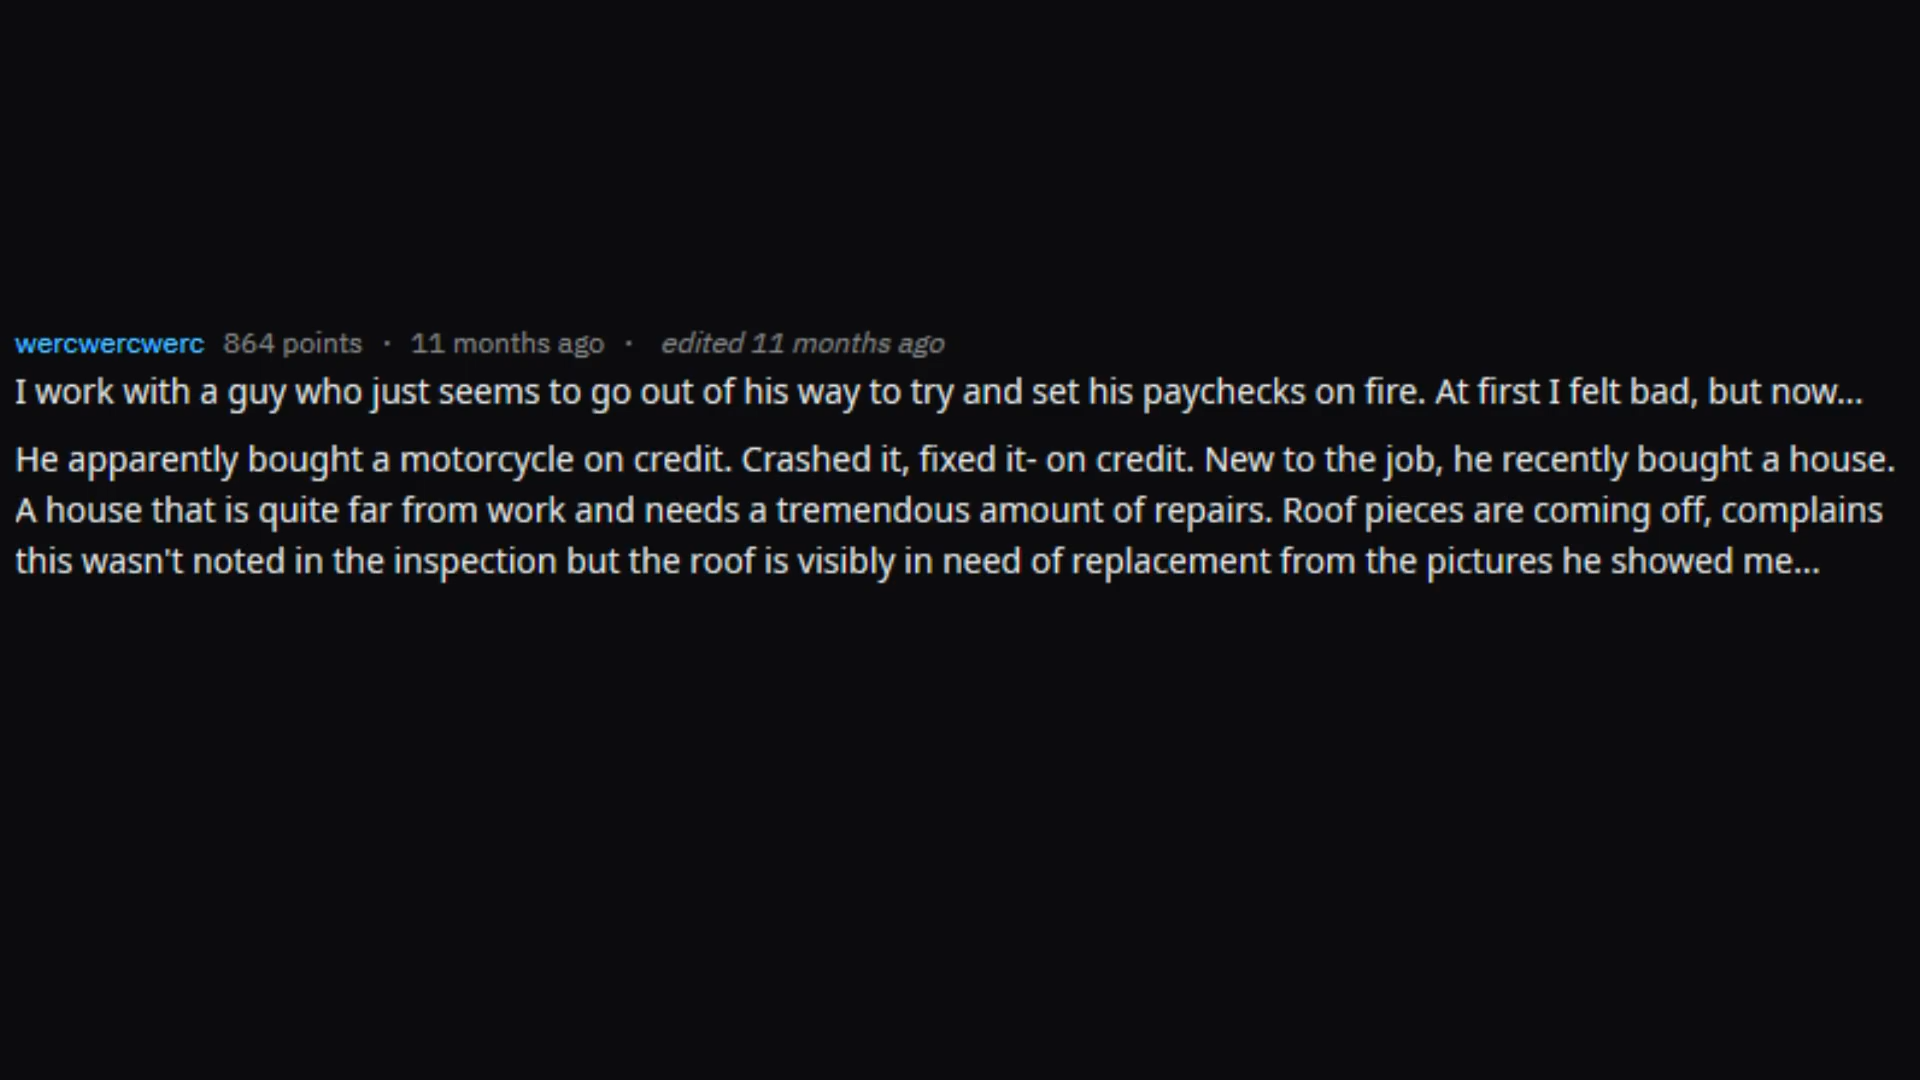 wercwercwerc 864 points · 11 months ago · edited 11 months ago
I work with a guy who just seems to go out of his way to try and set his paychecks on fire. At first I felt bad, but now...
He apparently bought a motorcycle on credit. Crashed it, fixed it- on credit. New to the job, he recently bought a house.
A house that is quite far from work and needs a tremendous amount of repairs. Roof pieces are coming off, complains
this wasn't noted in the inspection but the roof is visibly in need of replacement from the pictures he showed me...